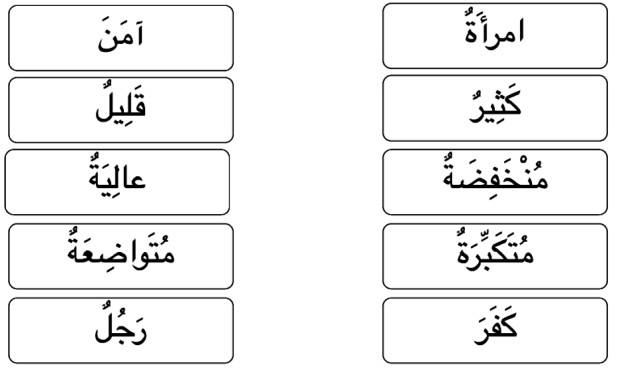 امرأَةٌ
اَمَنَ
كَثِيرٌ
قَلِيلٌ
مُنْخَفِضَةٌ
عالِيَةٌ
مُتَكَبِّرَةٌ
مُتَواضِعَةٌ
كَفَرَ
رَجُلٌ